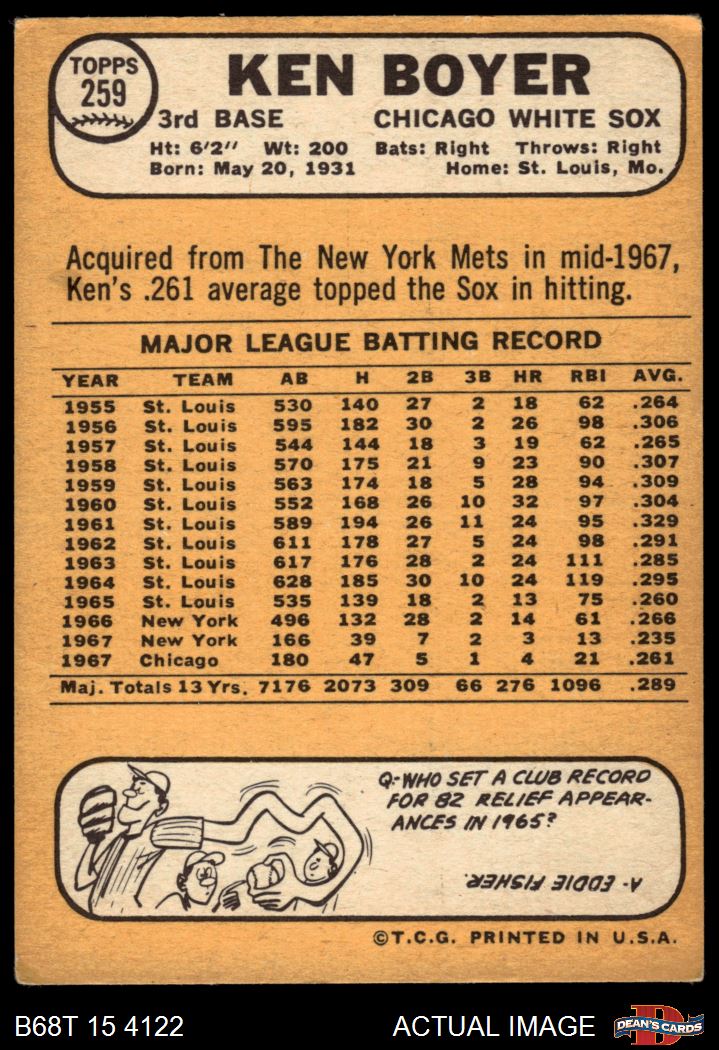 TOPPS
259
KEN BOYER
3rd BASE CHICAGO WHITE SOX
Ht: 6'2" Wt: 200 Bats: Right Throws: Right
Born: May 20, 1931 Home: St. Louis, Mo.
Acquired from The New York Mets in mid-1967,
Ken's .261 average topped the Sox in hitting.
MAJOR LEAGUE BATTING RECORD
YEAR TEAM AB H 2B 3B HR RBI AVG.
1955 St. Louis 530 140 27 2 18 62 .264
1956 St. Louis 595 182 30 2 26 98 .306
1957 St. Louis 544 144 18 3 19 62 .265
1958 St. Louis 570 175 21 9 23 90 .307
1959 St. Louis 563 174 18 5 28 94 .309
1960 St. Louis 552 168 26 10 32 97 .304
1961 St. Louis 589 194 26 11 24 95 .329
1962 St. Louis 611 178 27 5 24 98 .291
1963 St. Louis 617 176 28 2 24 111 .285
1964 St. Louis 628 185 30 10 24 119 .295
1965 St. Louis 535 139 18 2 13 75 .260
1966 New York 496 132 28 2 14 61 .266
1967 New York 166 39 7 2 3 13 .235
1967 Chicago 180 47 5 1 4 21 .261
Maj. Totals 13 Yrs. 7176 2073 309 66 276 1096 .289
Q-WHO SET A CLUB RECORD
FOR 82 RELIEF APPEAR-
ANCES IN 1965?
A- EDDIE FISHER.
©T.C.G. PRINTED IN U.S.A.
B68T 15 4122 ACTUAL IMAGE D DEAN'S CARDS